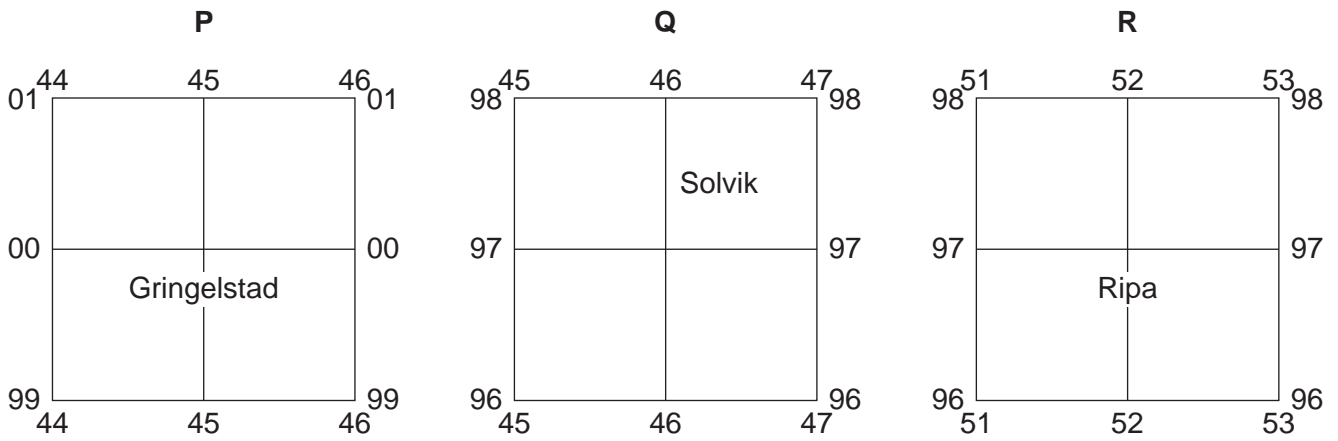 P Q R
44 45 46 45 46 47 51 52 53
01 01 98 98 98 98
Solvik
00 00 97 97 97 97
Gringelstad Ripa
99 99 96 96 96 96
44 45 46 45 46 47 51 52 53